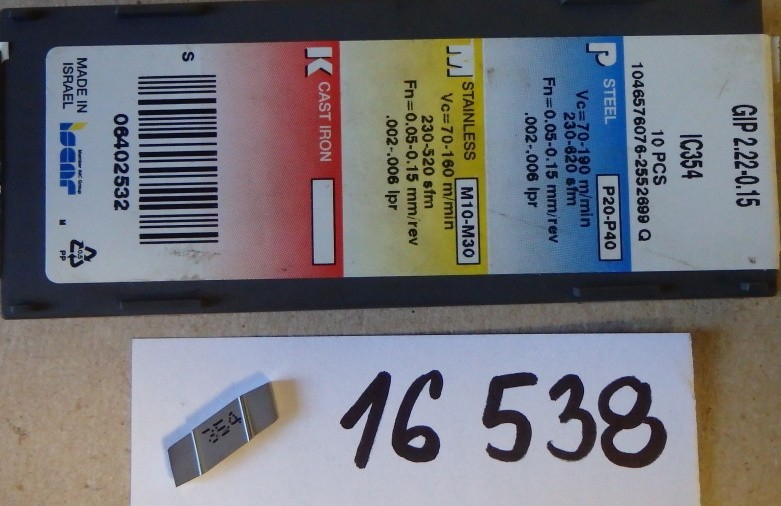 GIP 2.22-0.15
IC354
10 PCS
1046576076-2552699 Q
P STEEL P20-P40
Vc=70-190 m/min
230-620 sfm
Fn=0.05-0.15 mm/rev
.002-.006 Ipr
M STAINLESS M10-M30
Vc=70-160 m/min
230-520 sfm
Fn=0.05-0.15 mm/rev
.002-.006 Ipr
K CAST IRON
S
06402532
MADE IN
ISRAEL
iscar
M
05
PP
354
16 538